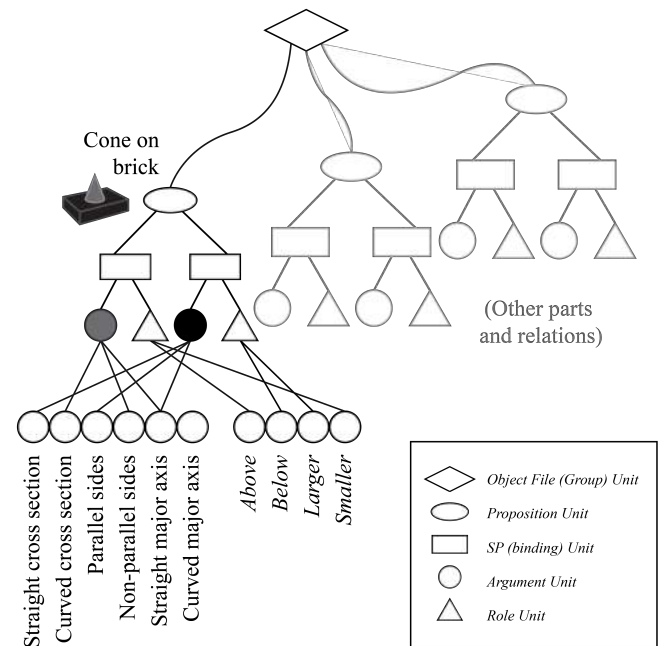 Cone on
brick
(Other parts
and relations)
Straight cross section
Curved cross section
Parallel sides
Non-parallel sides
Straight major axis
Curved major axis
Above
Below
Larger
Smaller
Object File (Group) Unit
Proposition Unit
SP (binding) Unit
Argument Unit
Role Unit